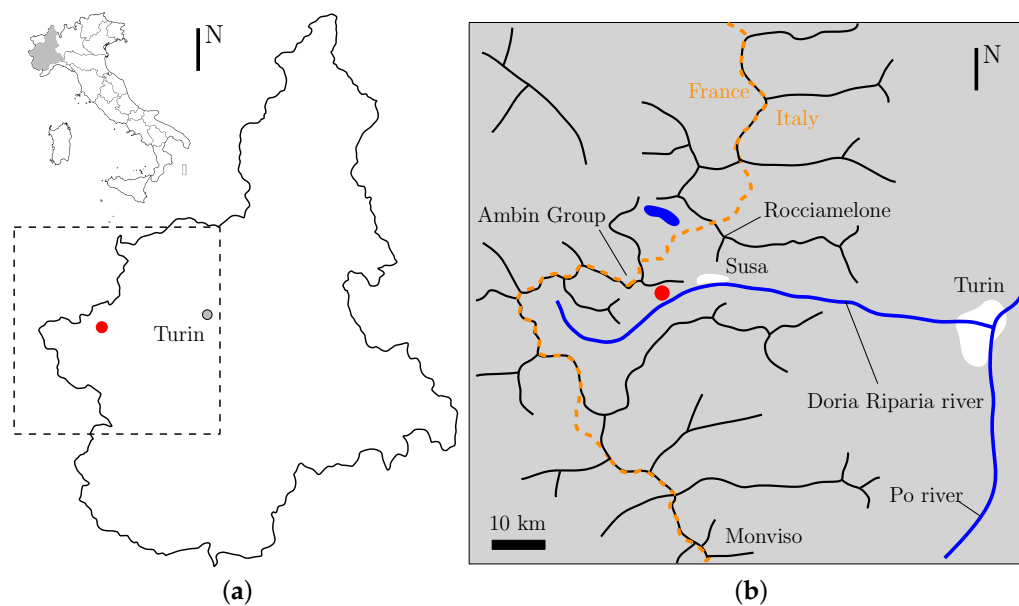 N
Turin
(a)
N
France
Italy
Ambin Group
Rocciamelone
Susa
Turin
Doria Riparia river
Po river
10 km
Monviso
(b)